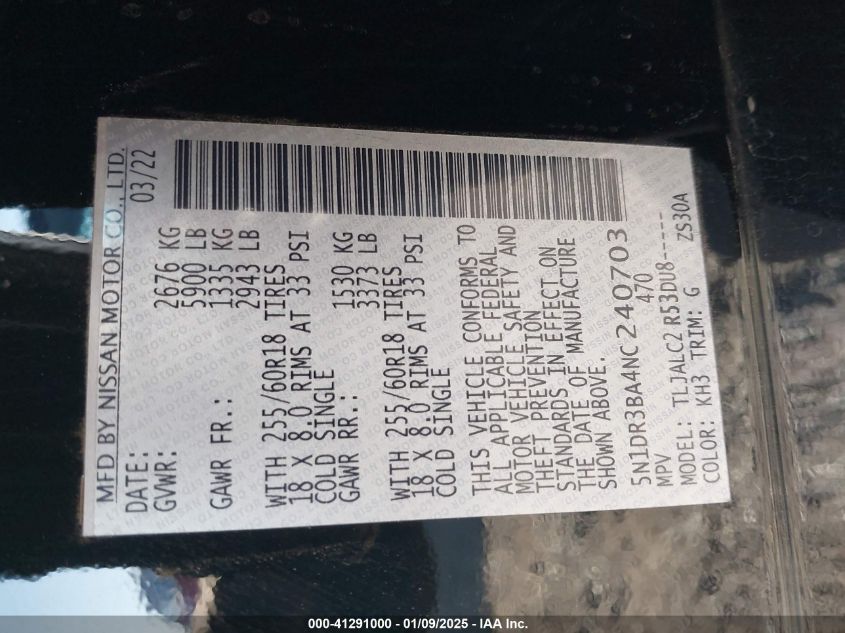 MFD BY NISSAN MOTOR CO., LTD.
DATE: 03/22
GVWR: 2676 KG
5900 LB
GAWR FR.: 1335 KG
2943 LB
WITH 255/60R18 TIRES
18 X 8.0 RIMS AT 33 PSI
COLD SINGLE
GAWR RR.: 1530 KG
3373 LB
WITH 255/60R18 TIRES
18 X 8.0 RIMS AT 33 PSI
COLD SINGLE
THIS VEHICLE CONFORMS TO
ALL APPLICABLE FEDERAL
MOTOR VEHICLE SAFETY AND
THEFT PREVENTION
STANDARDS IN EFFECT ON
THE DATE OF MANUFACTURE
SHOWN ABOVE.
5N1DR3BA4NC240703
MPV 470
MODEL: TLJALC2 R53DU8-----
COLOR: KH3 TRIM: G ZS30A
000-41291000 - 01/09/2025 - IAA Inc.